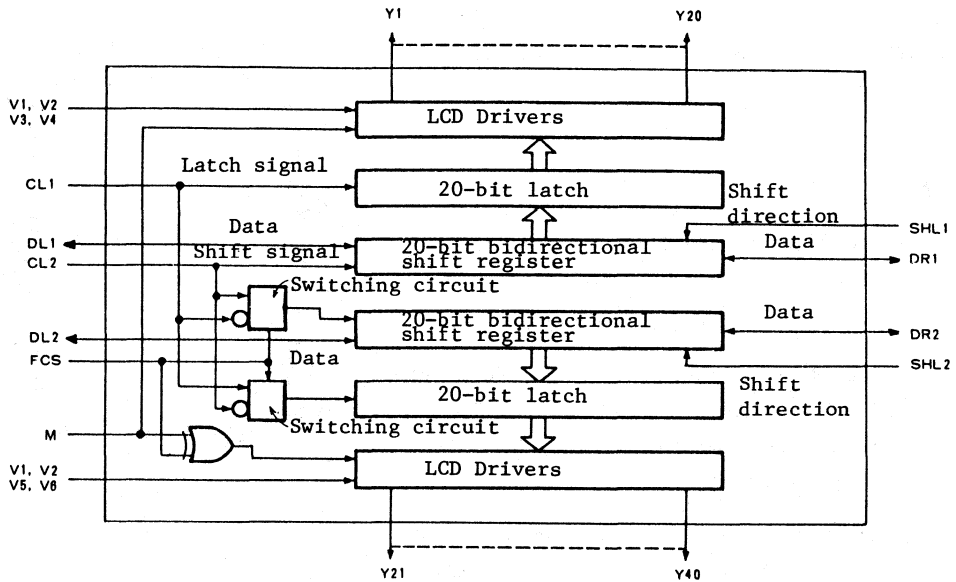 Y1
Y20
V1, V2
V3, V4
LCD Drivers
Latch signal
CL1
20-bit latch
Shift
direction
SHL1
Data
DL1
20-bit bidirectional
shift register
Data
DR1
Shift signal
CL2
Switching circuit
20-bit bidirectional
shift register
Data
DR2
DL2
FCS
Data
SHL2
20-bit latch
Shift
direction
Switching circuit
M
LCD Drivers
V1, V2
V5, V6
Y21
Y40